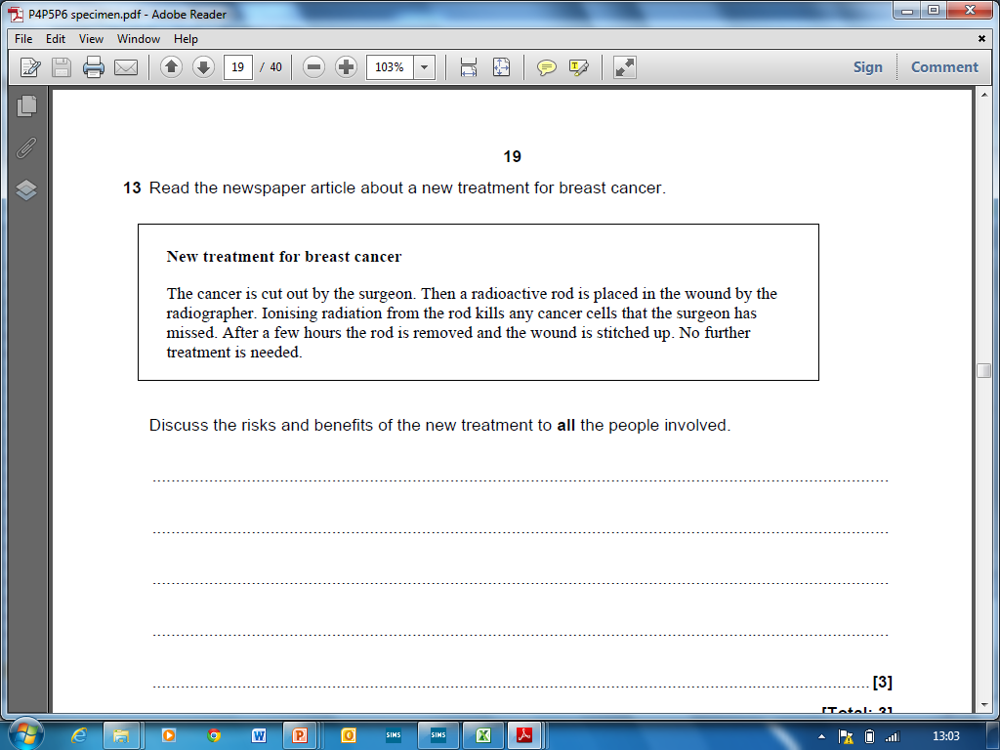 P4P5P6 specimen.pdf - Adobe Reader
File Edit View Window Help
19 / 40 103% Sign Comment
19
13 Read the newspaper article about a new treatment for breast cancer.
New treatment for breast cancer
The cancer is cut out by the surgeon. Then a radioactive rod is placed in the wound by the
radiographer. Ionising radiation from the rod kills any cancer cells that the surgeon has
missed. After a few hours the rod is removed and the wound is stitched up. No further
treatment is needed.
Discuss the risks and benefits of the new treatment to all the people involved.
[3]
[Total: 3]
SIMS SIMS 13:03